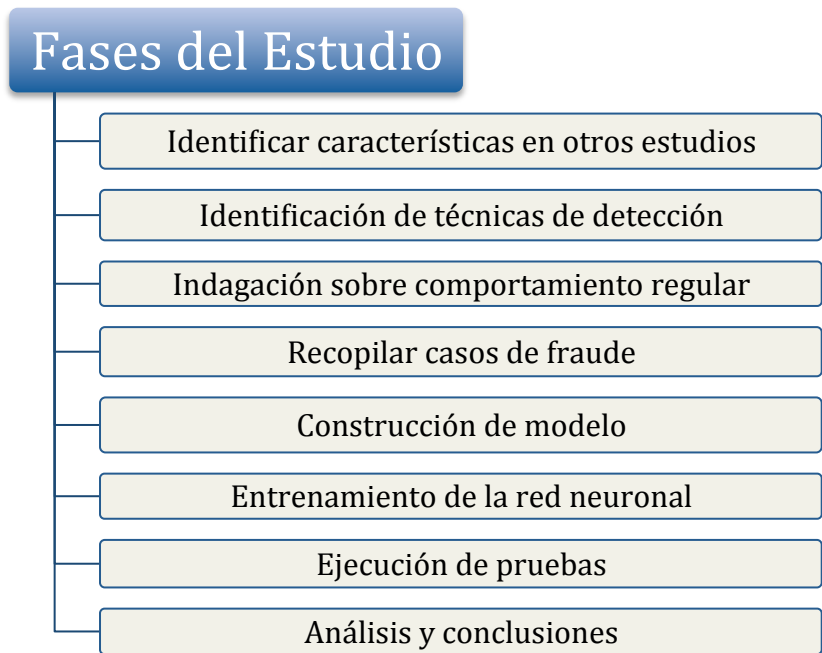 Fases del Estudio
Identificar característísticas en otros estudios
Identificación de técnicas de detección
Indagación sobre comportamiento regular
Recopilar casos de fraude
Construcción de modelo
Entrenamiento de la red neuronal
Ejecución de pruebas
Análisis y conclusiones